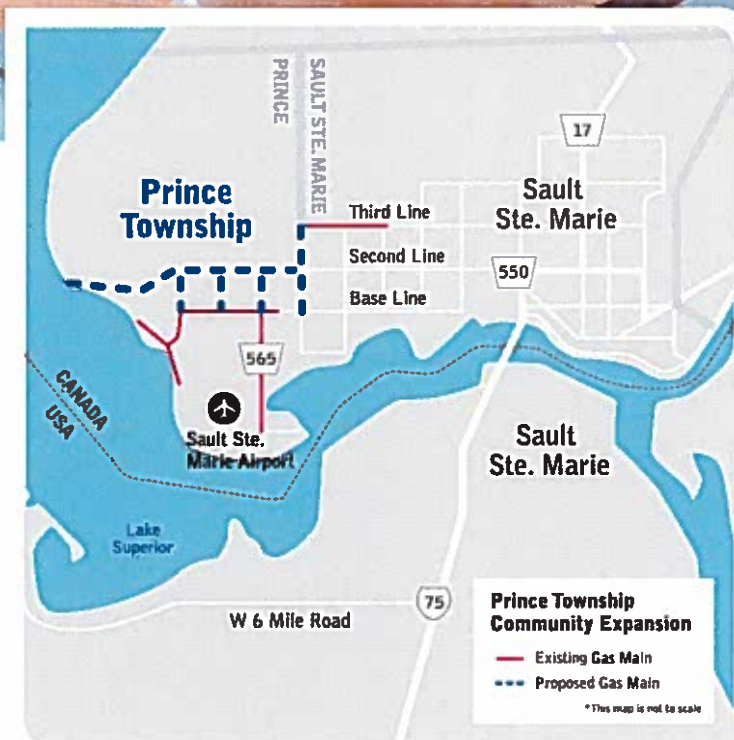 PRINCE
SAULT STE. MARIE
17
Prince
Township
Sault
Ste. Marie
Third Line
Second Line
550
Base Line
565
CANADA
USA
Sault Ste.
Marie Airport
Sault
Ste. Marie
Lake
Superior
75
W 6 Mile Road
Prince Township
Community Expansion
Existing Gas Main
Proposed Gas Main
*This map is not to scale